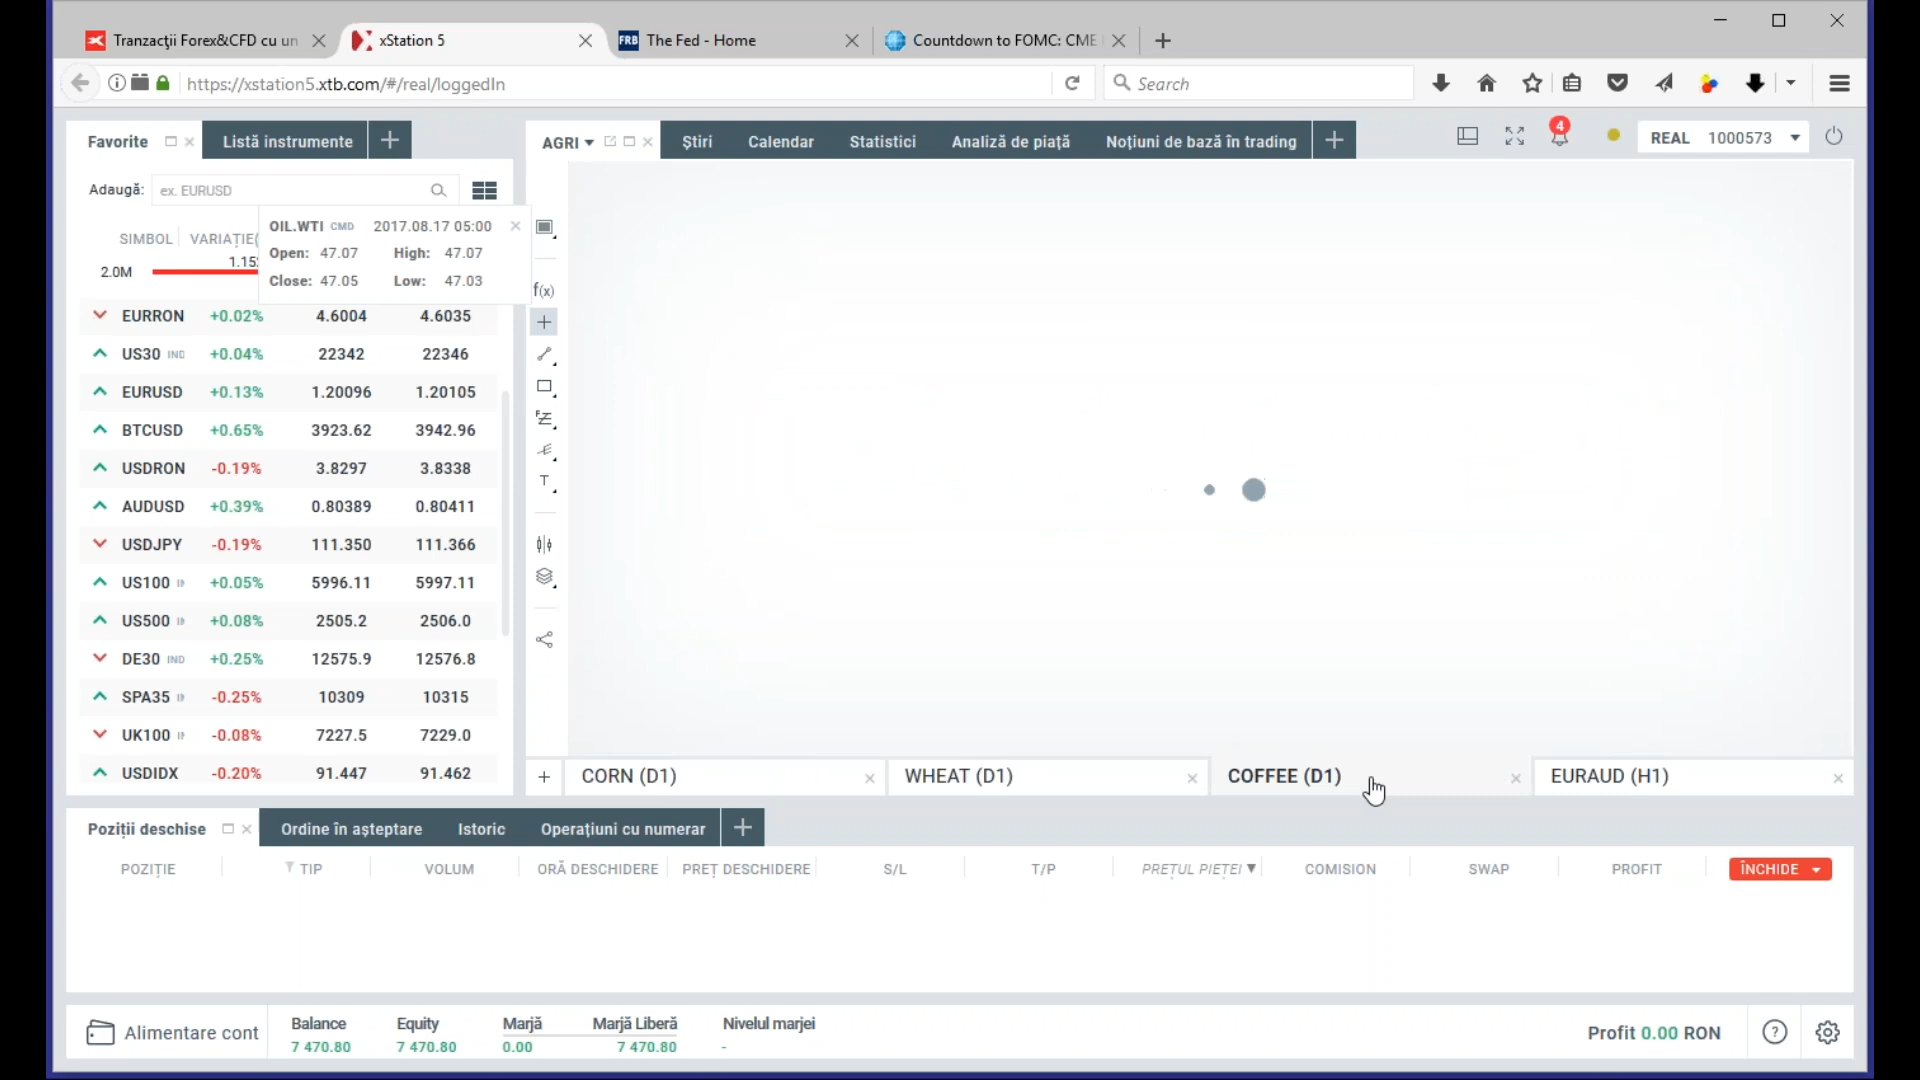 Tranzacţii Forex&CFD cu un
xStation 5
FRB The Fed - Home
Countdown to FOMC: CME
https://xstation5.xtb.com/#/real/loggedIn
Search
Favorite
Listă instrumente
AGRI
Știri
Calendar
Statistici
Analiză de piață
Noțiuni de bază în trading
4
REAL 1000573
Adaugă: ex. EURUSD
OIL.WTI CMD 2017.08.17 05:00
Open: 47.07 High: 47.07
Close: 47.05 Low: 47.03
SIMBOL VARIAȚIE(
2.0M
f(x)
EURRON +0.02% 4.6004 4.6035
US30 IND +0.04% 22342 22346
EURUSD +0.13% 1.20096 1.20105
BTCUSD +0.65% 3923.62 3942.96
USDRON -0.19% 3.8297 3.8338
AUDUSD +0.39% 0.80389 0.80411
USDJPY -0.19% 111.350 111.366
US100 +0.05% 5996.11 5997.11
US500 +0.08% 2505.2 2506.0
DE30 IND +0.25% 12575.9 12576.8
SPA35 -0.25% 10309 10315
UK100 -0.08% 7227.5 7229.0
USDIDX -0.20% 91.447 91.462
T
CORN (D1)
WHEAT (D1)
COFFEE (D1)
EURAUD (H1)
Poziții deschise
Ordine în așteptare
Istoric
Operațiuni cu numerar
POZIȚIE TIP VOLUM ORĂ DESCHIDERE PREȚ DESCHIDERE S/L T/P PREȚUL PIEȚEI COMISION SWAP PROFIT ÎNCHIDE
Alimentare cont
Balance Equity Marjă Marjă Liberă Nivelul marjei
7 470.80 7 470.80 0.00 7 470.80 -
Profit 0.00 RON